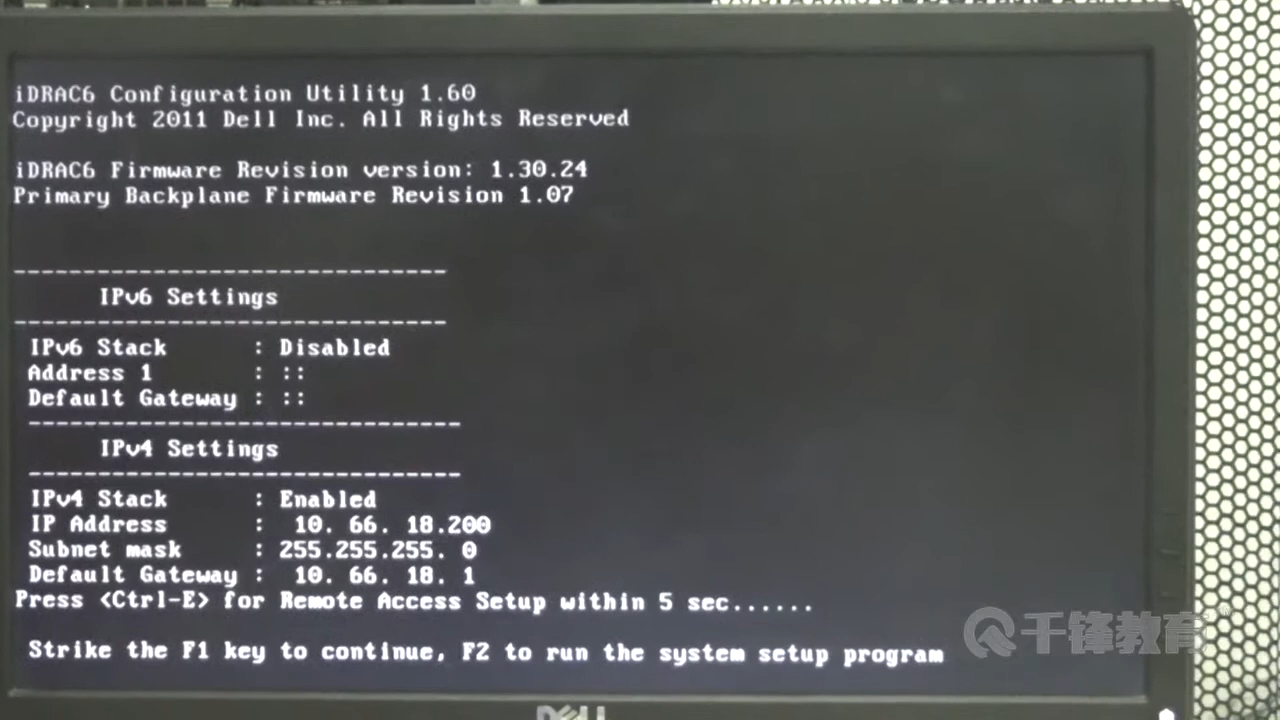 iDRAC6 Configuration Utility 1.60
Copyright 2011 Dell Inc. All Rights Reserved
iDRAC6 Firmware Revision version: 1.30.24
Primary Backplane Firmware Revision 1.07
-------------------------------
IPv6 Settings
-------------------------------
IPv6 Stack : Disabled
Address 1 : ::
Default Gateway : ::
-------------------------------
IPv4 Settings
-------------------------------
IPv4 Stack : Enabled
IP Address : 10. 66. 18.200
Subnet mask : 255.255.255. 0
Default Gateway : 10. 66. 18. 1
Press <Ctrl-E> for Remote Access Setup within 5 sec......
Strike the F1 key to continue, F2 to run the system setup program
千锋教育
DELL